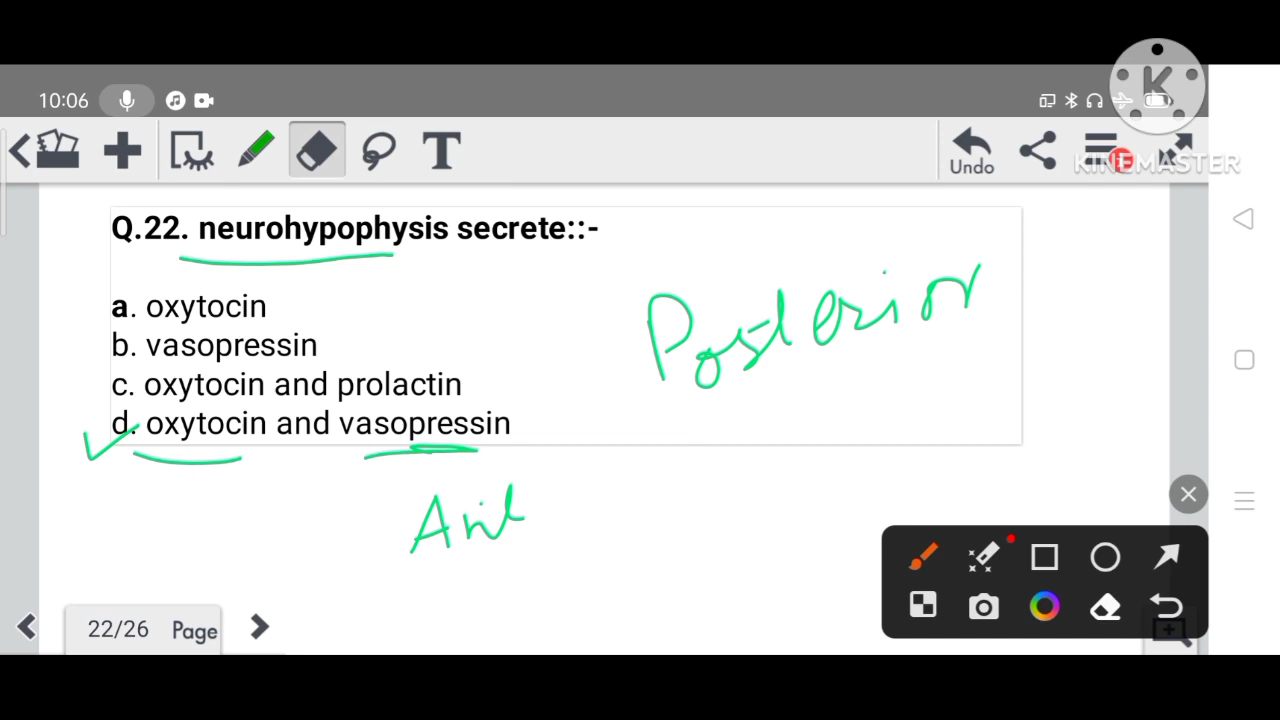 10:06
KINEMASTER
Undo
T
Q.22. neurohypophysis secrete::-
a. oxytocin
b. vasopressin
c. oxytocin and prolactin
d. oxytocin and vasopressin
Posterior
22/26 Page